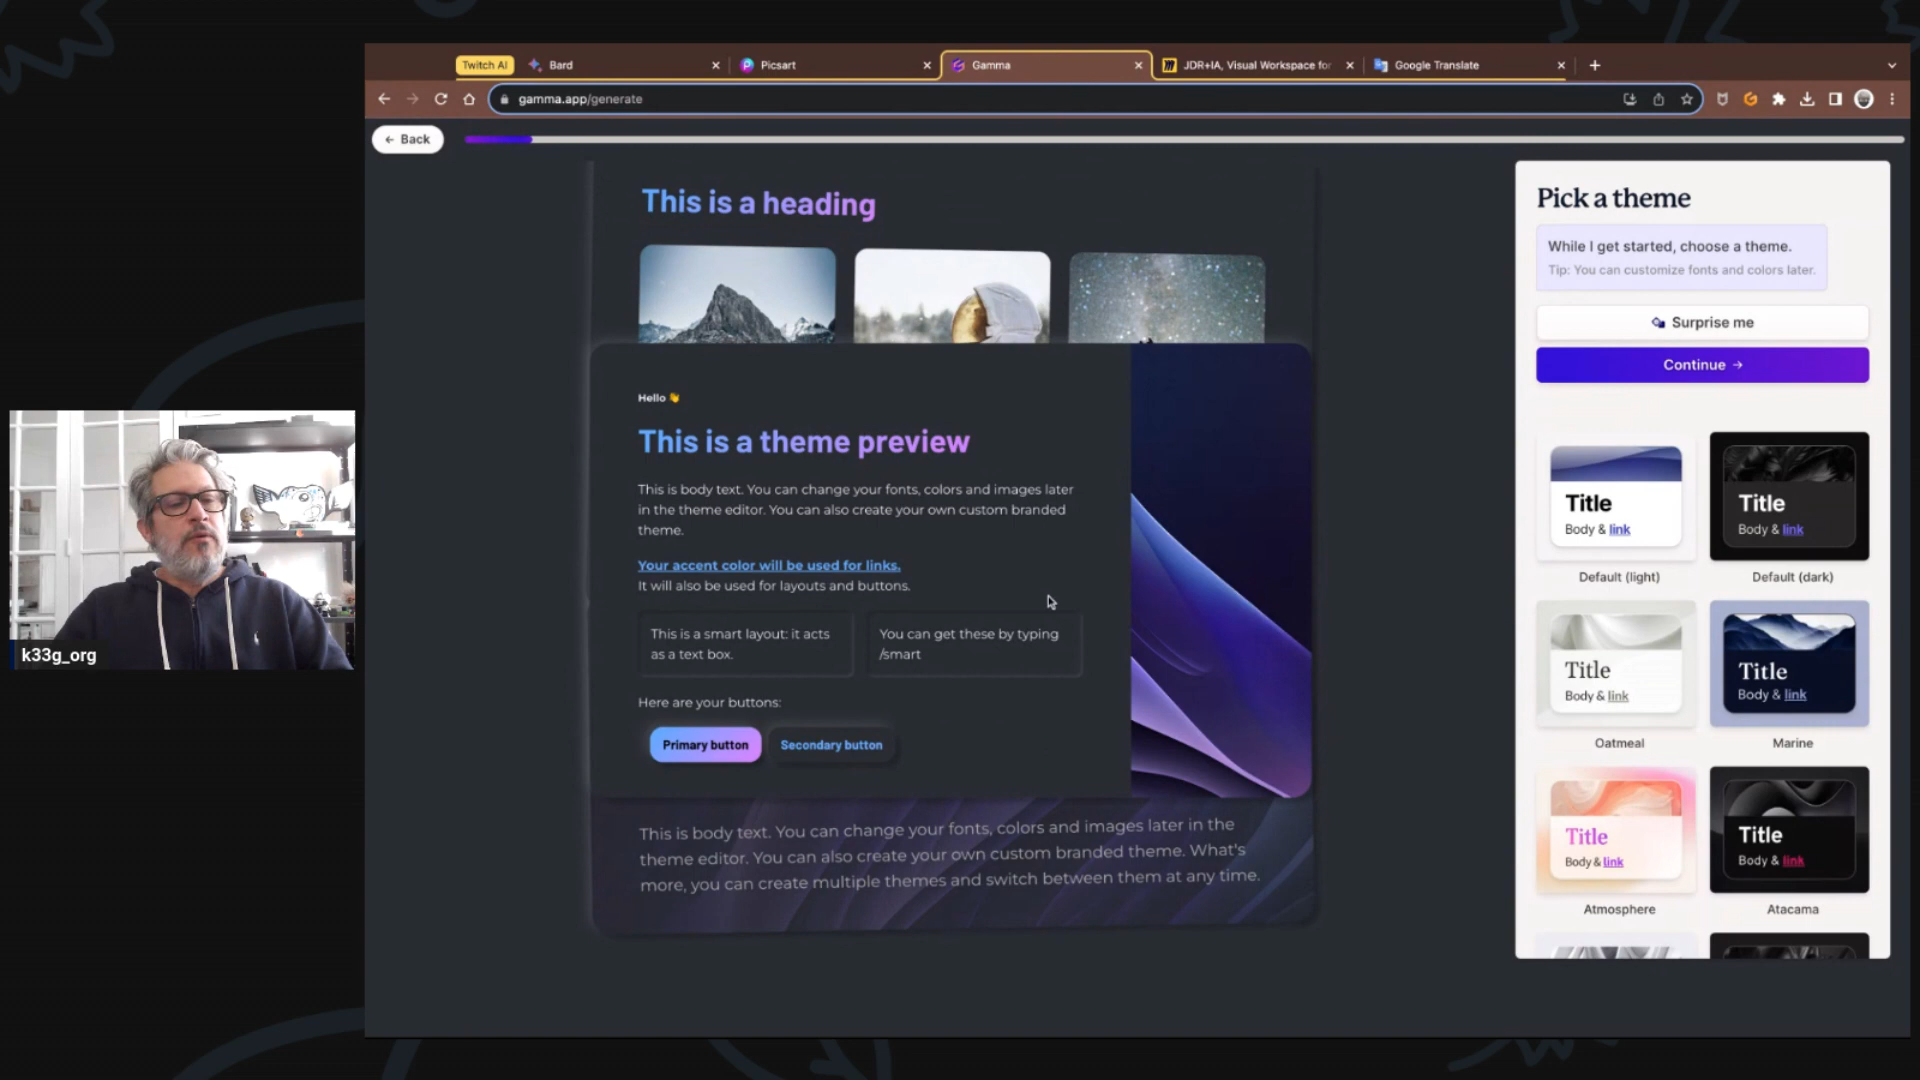 Twitch AI
Bard
Picsart
Gamma
JDR+IA, Visual Workspace for
Google Translate
gamma.app/generate
← Back
This is a heading
Hello 👋
This is a theme preview
This is body text. You can change your fonts, colors and images later
in the theme editor. You can also create your own custom branded
theme.
Your accent color will be used for links.
It will also be used for layouts and buttons.
This is a smart layout: it acts
as a text box.
You can get these by typing
/smart
Here are your buttons:
Primary button
Secondary button
This is body text. You can change your fonts, colors and images later in the
theme editor. You can also create your own custom branded theme. What's
more, you can create multiple themes and switch between them at any time.
Pick a theme
While I get started, choose a theme.
Tip: You can customize fonts and colors later.
Surprise me
Continue →
Title
Body & link
Default (light)
Title
Body & link
Default (dark)
Title
Body & link
Oatmeal
Title
Body & link
Marine
Title
Body & link
Atmosphere
Title
Body & link
Atacama
k33g_org